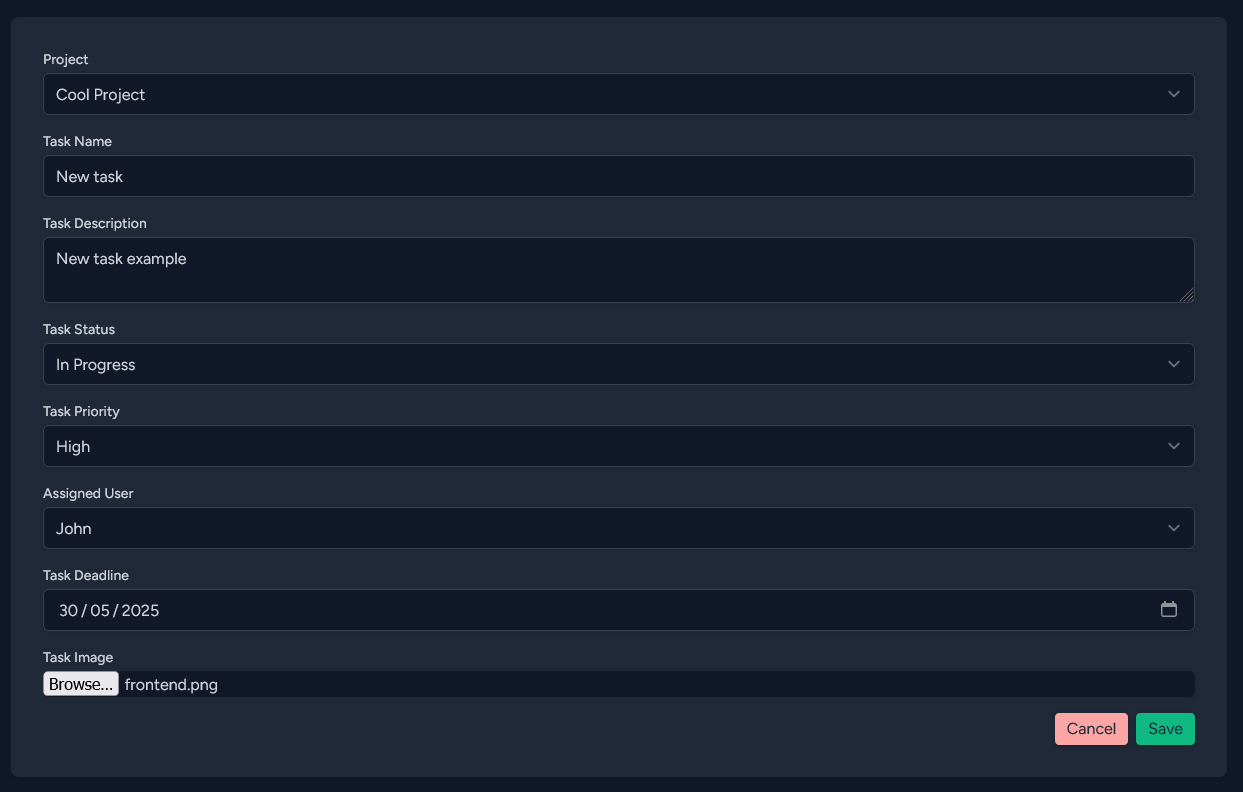 Project
Cool Project
Task Name
New task
Task Description
New task example
Task Status
In Progress
Task Priority
High
Assigned User
John
Task Deadline
30 / 05 / 2025
Task Image
Browse... frontend.png
Cancel Save